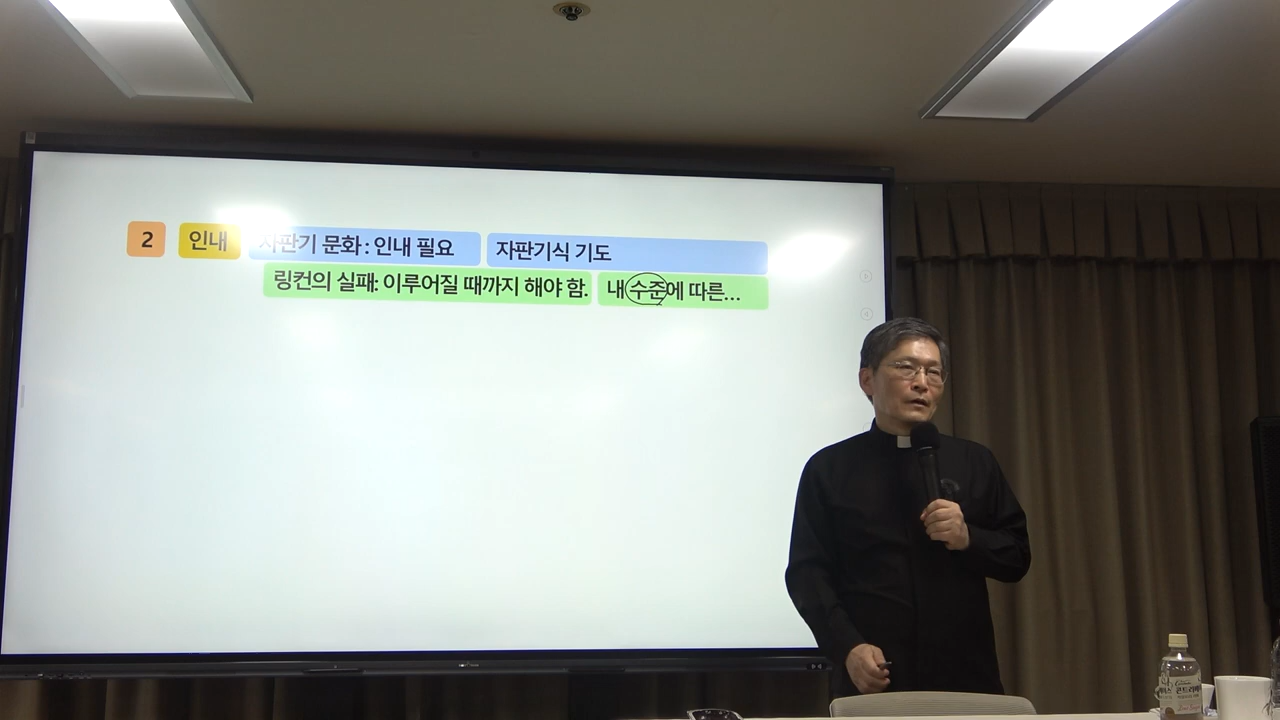 2 인내 자판기 문화 : 인내 필요 자판기식 기도
링컨의 실패: 이루어질 때까지 해야 함. 내 수준에 따른...